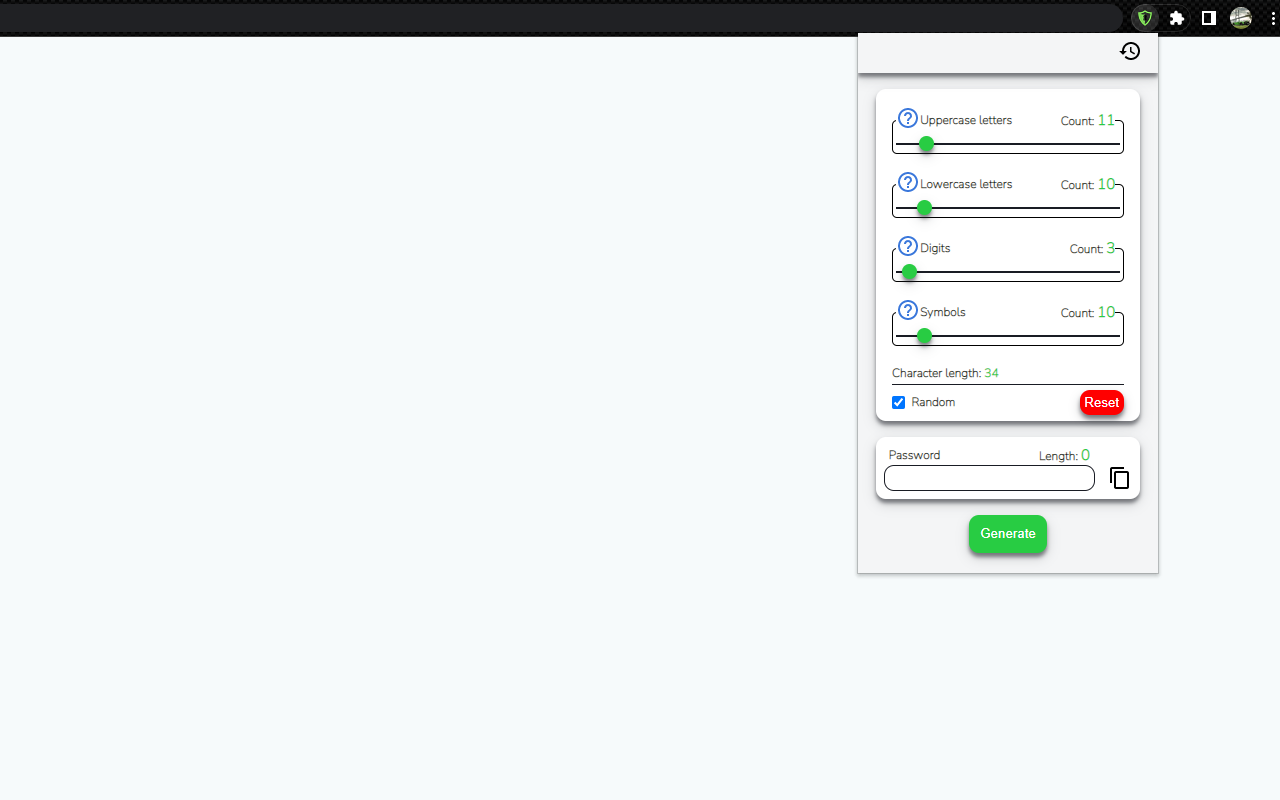 Uppercase letters Count: 11
Lowercase letters Count: 10
Digits Count: 3
Symbols Count: 10
Character length: 34
Random Reset
Password Length: 0
Generate